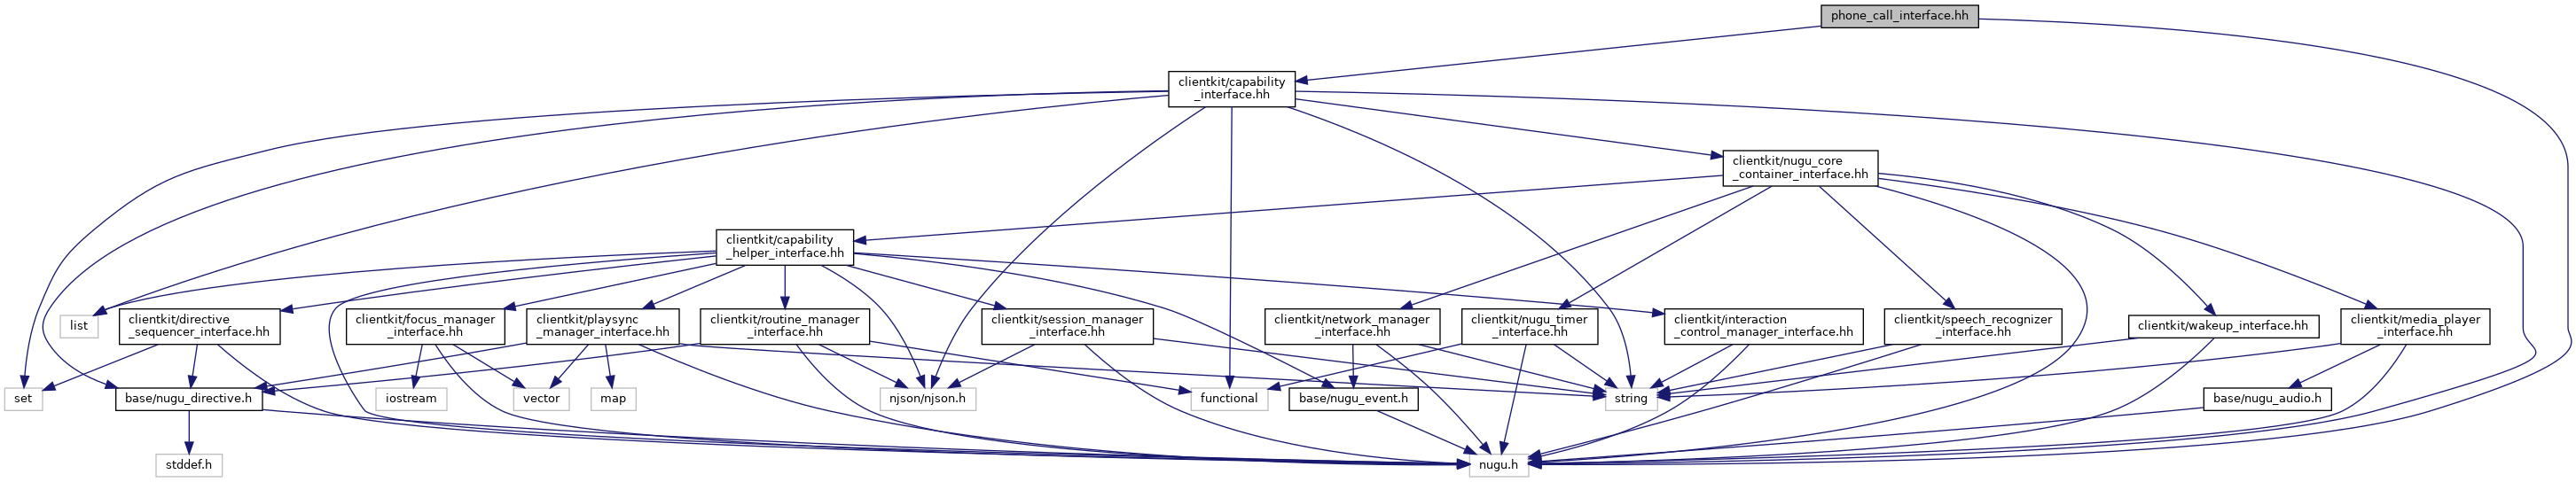 phone_call_interface.hh
clientkit/capability
_interface.hh
clientkit/nugu_core
_container_interface.hh
clientkit/capability
_helper_interface.hh
list
clientkit/directive
_sequencer_interface.hh
clientkit/focus_manager
_interface.hh
clientkit/playsync
_manager_interface.hh
clientkit/routine_manager
_interface.hh
clientkit/session_manager
_interface.hh
clientkit/network_manager
_interface.hh
clientkit/nugu_timer
_interface.hh
clientkit/interaction
_control_manager_interface.hh
clientkit/speech_recognizer
_interface.hh
clientkit/wakeup_interface.hh
clientkit/media_player
_interface.hh
set
base/nugu_directive.h
iostream
vector
map
njson/njson.h
functional
base/nugu_event.h
string
base/nugu_audio.h
stddef.h
nugu.h